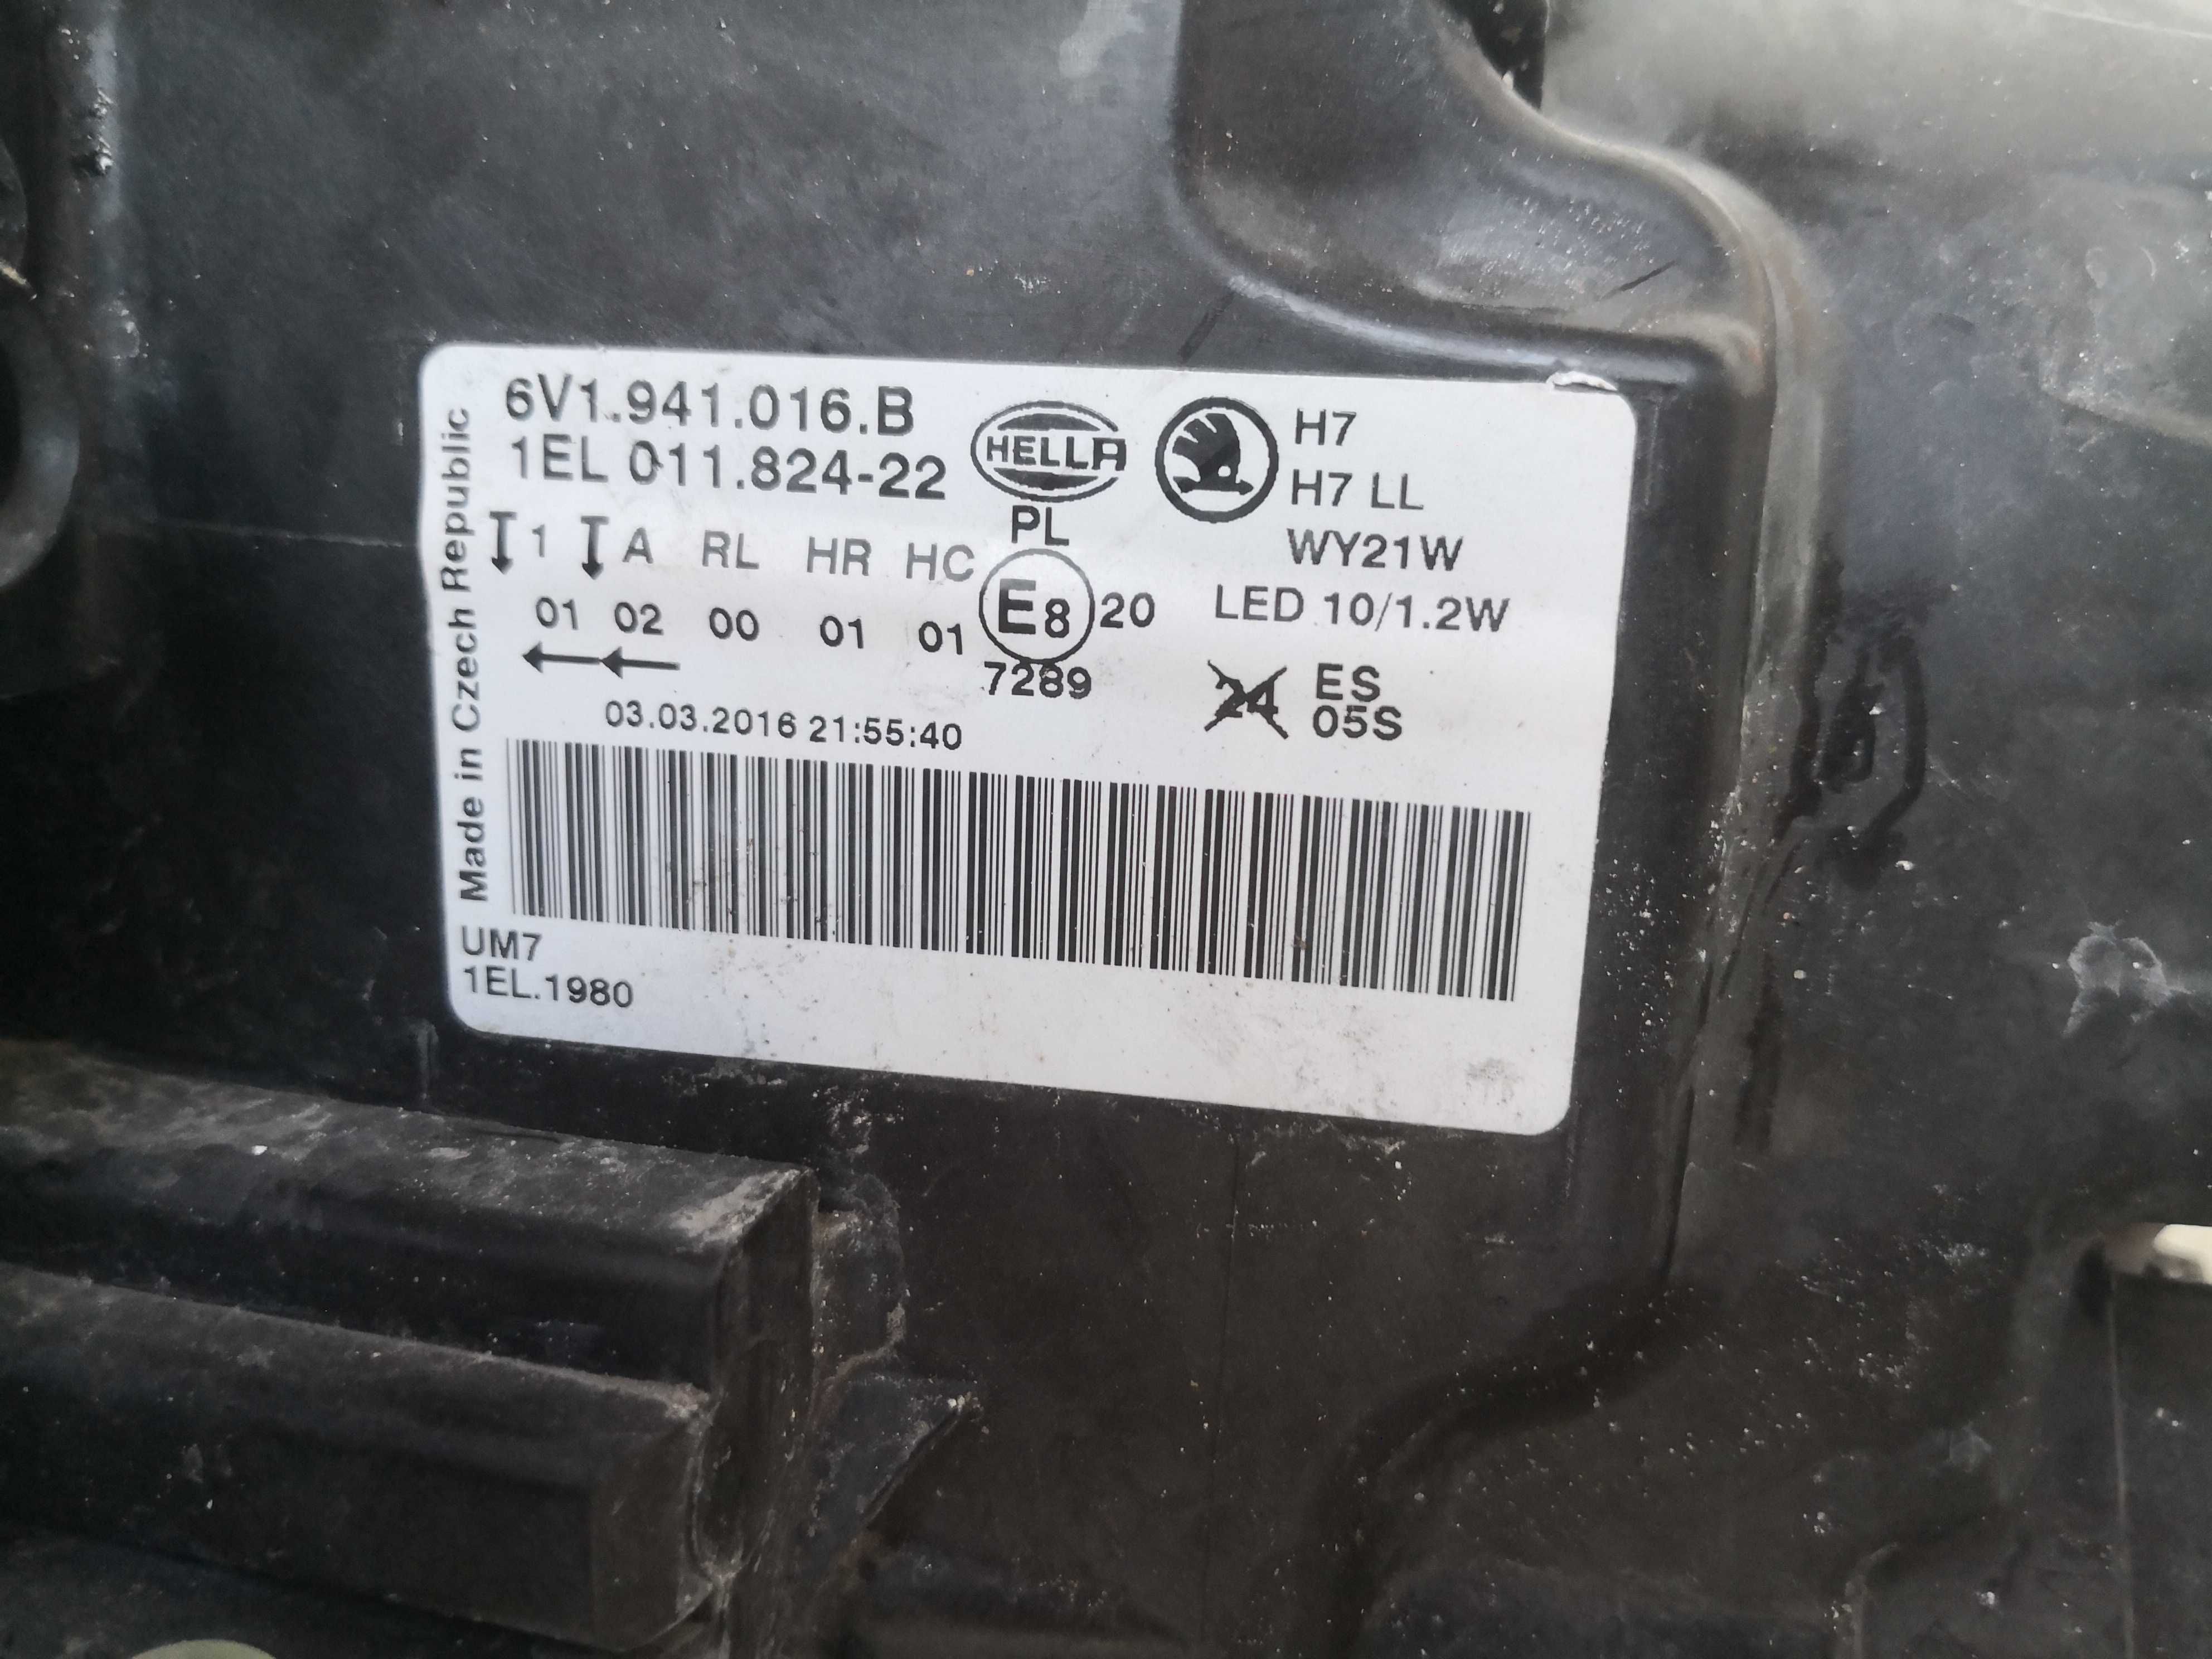 6V1.941.016.B
1EL 011.824-22
HELLA
H7
H7 LL
WY21W
LED 10/1.2W
PL
1 A RL HR HC
01 02 00 01 01
E8 20
7289
24
ES
05S
03.03.2016 21:55:40
Made in Czech Republic
UM7
1EL.1980